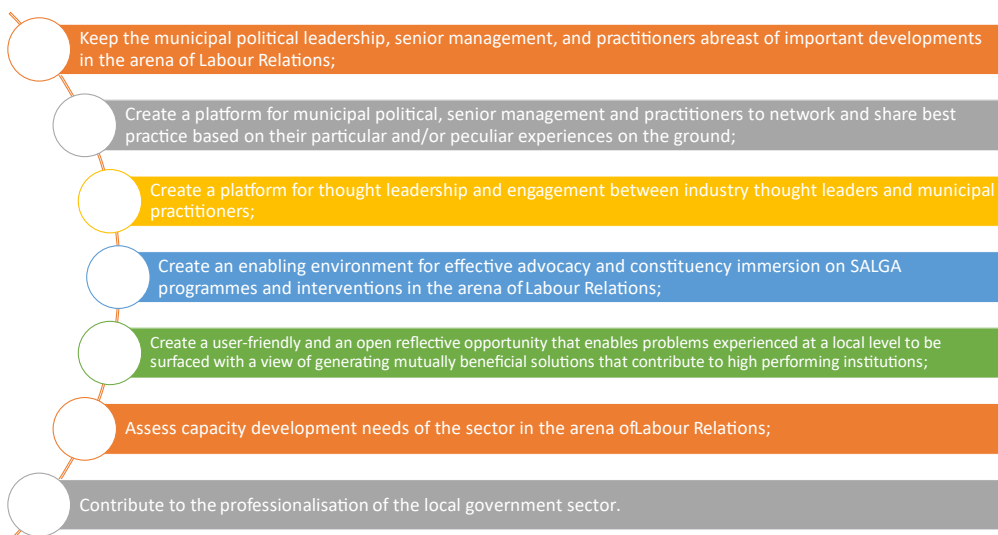 Keep the municipal political leadership, senior management, and practitioners abreast of important developments
in the arena of Labour Relations;
Create a platform for municipal political, senior management and practitioners to network and share best
practice based on their particular and/or peculiar experiences on the ground;
Create a platform for thought leadership and engagement between industry thought leaders and municipal
practitioners;
Create an enabling environment for effective advocacy and constituency immersion on SALGA
programmes and interventions in the arena of Labour Relations;
Create a user-friendly and an open reflective opportunity that enables problems experienced at a local level to be
surfaced with a view of generating mutually beneficial solutions that contribute to high performing institutions;
Assess capacity development needs of the sector in the arena ofLabour Relations;
Contribute to the professionalisation of the local government sector.